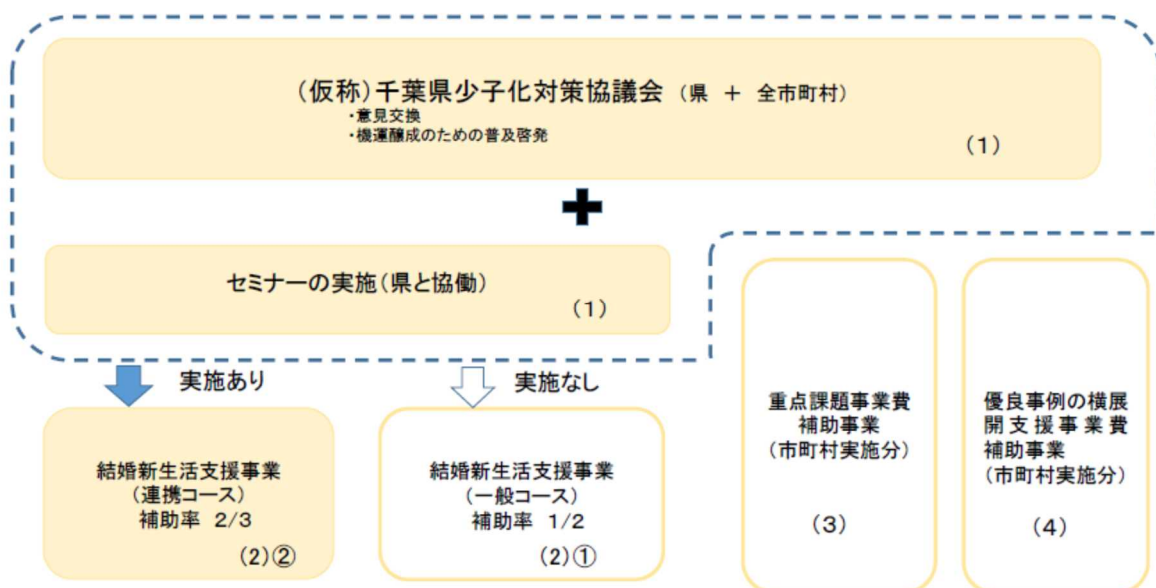 （仮称）千葉県少子化対策協議会（県 ＋ 全市町村）
・意見交換
・機運醸成のための普及啓発
（１）
セミナーの実施（県と協働）
（１）
実施あり
実施なし
結婚新生活支援事業
（連携コース）
補助率 ２／３
（２）②
結婚新生活支援事業
（一般コース）
補助率 １／２
（２）①
重点課題事業費
補助事業
（市町村実施分）
（３）
優良事例の横展
開支援事業費
補助事業
（市町村実施分）
（４）